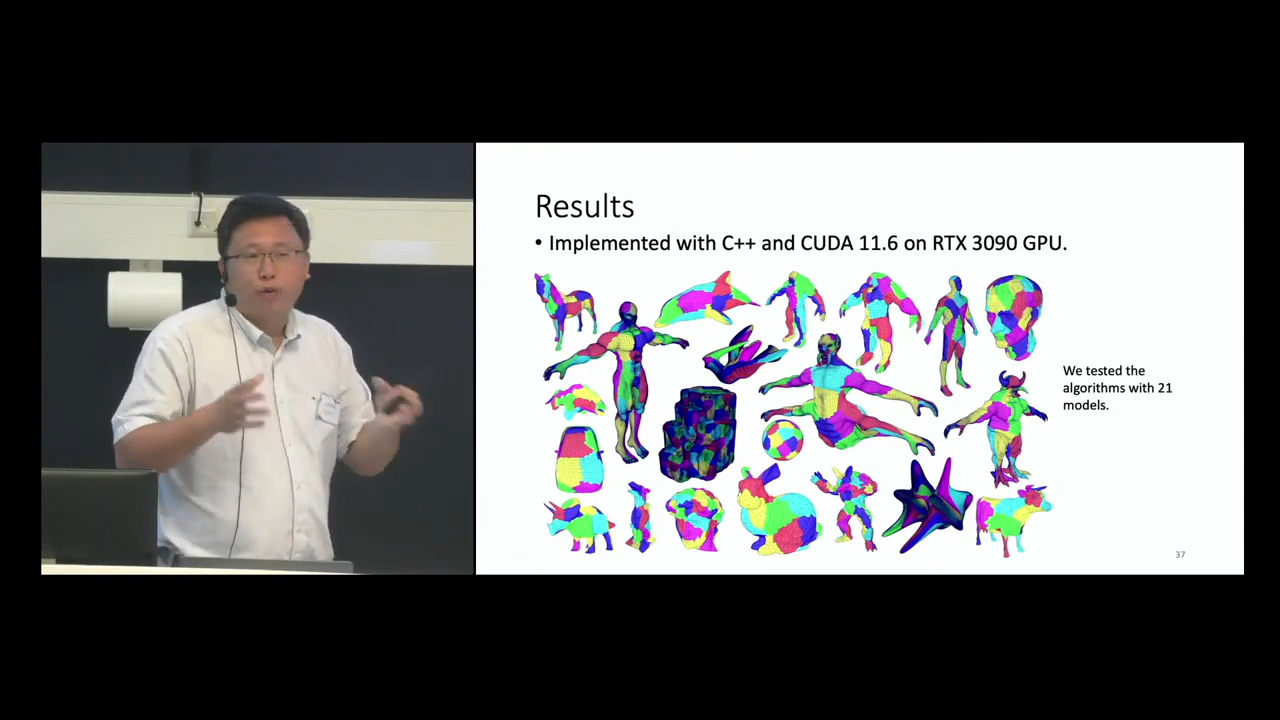 Results
• Implemented with C++ and CUDA 11.6 on RTX 3090 GPU.
We tested the
algorithms with 21
models.
37